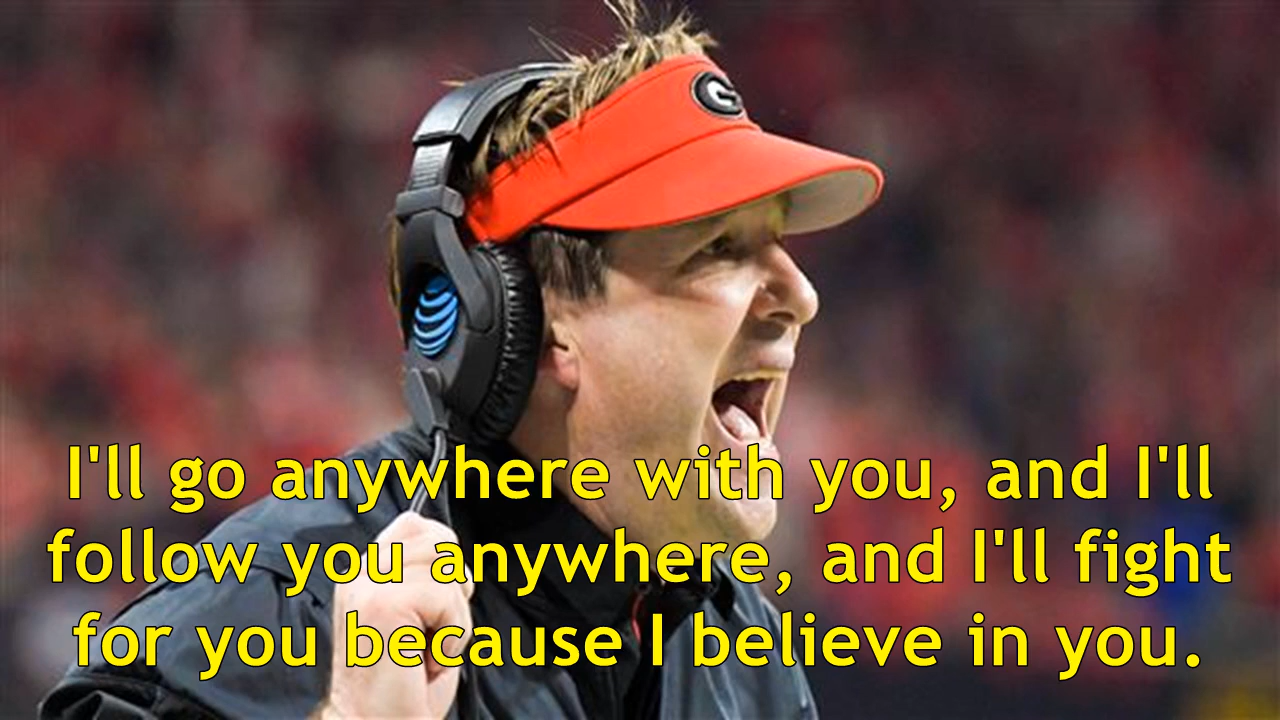 G
I'll go anywhere with you, and I'll
follow you anywhere, and I'll fight
for you because I believe in you.